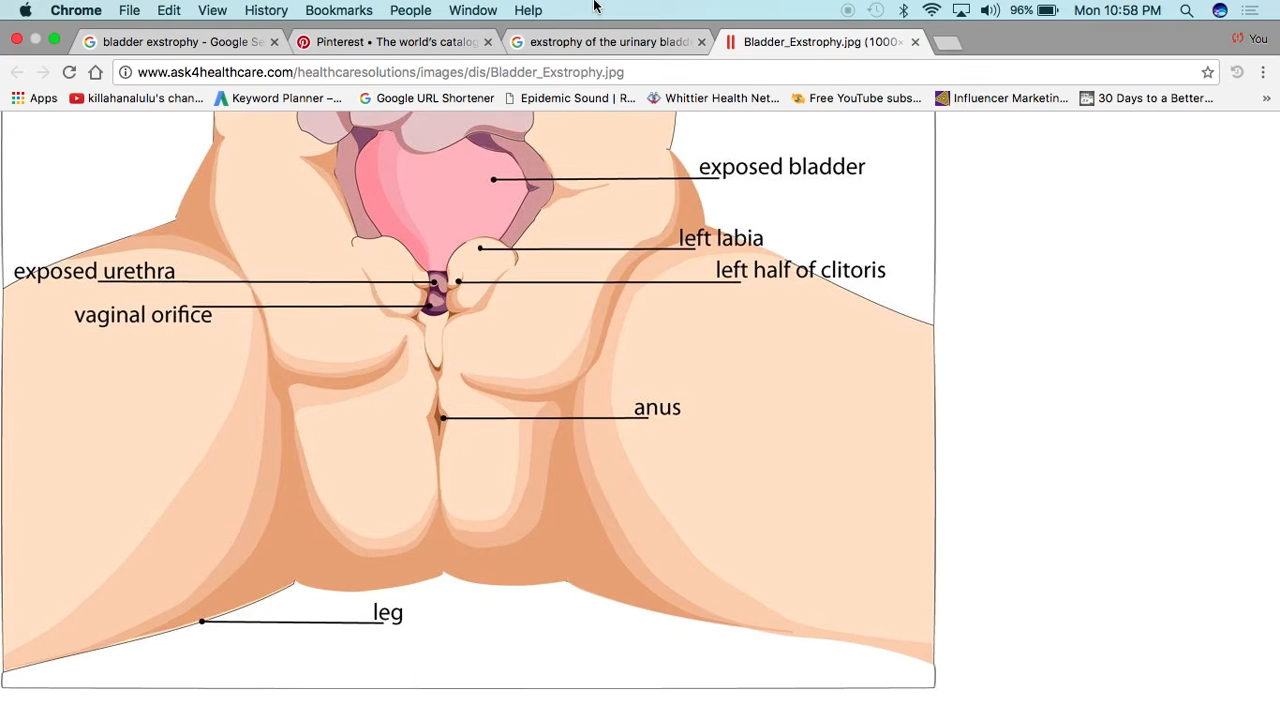 Chrome File Edit View History Bookmarks People Window Help 96% Mon 10:58 PM
bladder exstrophy - Google Se Pinterest • The world's catalog extrophy of the urinary bladde Bladder_Exstrophy.jpg (1000× You
www.ask4healthcare.com/healthcaresolutions/images/dis/Bladder_Exstrophy.jpg
Apps killahanalulu's chan... Keyword Planner –... Google URL Shortener Epidemic Sound | R... Whittier Health Net... Free YouTube subs... Influencer Marketin... 30 Days to a Better... »
exposed bladder
left labia
exposed urethra
left half of clitoris
vaginal orifice
anus
leg